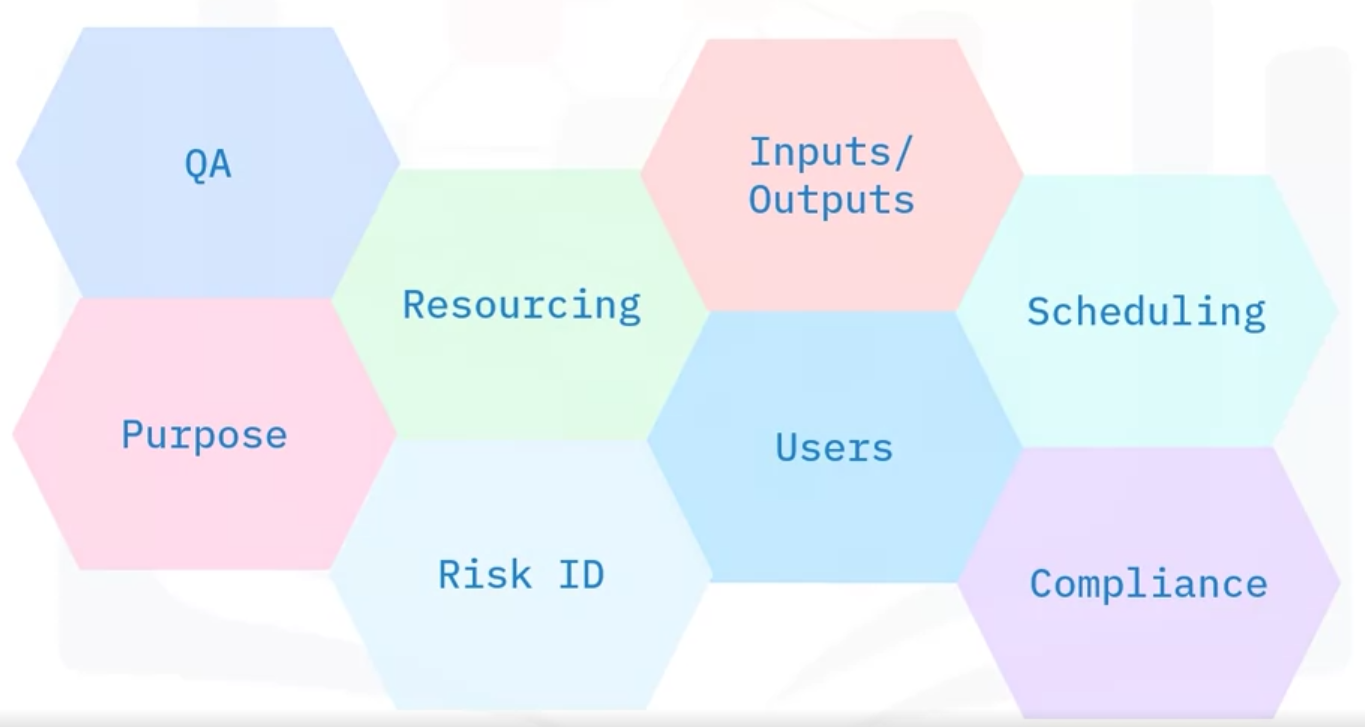 QA
Inputs/
Outputs
Resourcing
Scheduling
Purpose
Users
Risk ID
Compliance